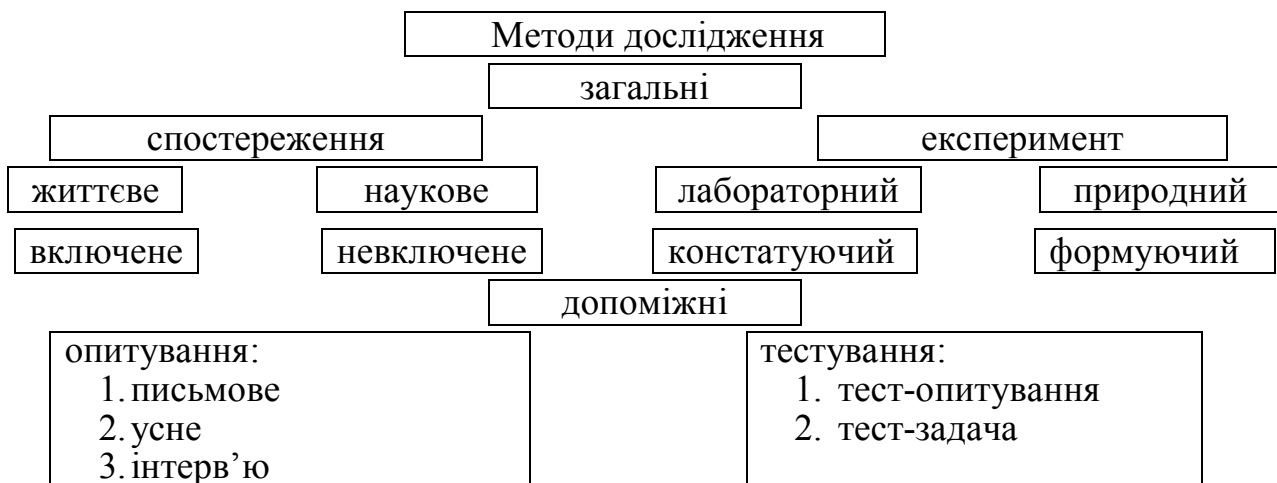 Методи дослідження
загальні
спостереження експеримент
життєве наукове лабораторний природний
включене невключене констатуючий формуючий
допоміжні
опитування:
1. письмове
2. усне
3. інтерв’ю
тестування:
1. тест-опитування
2. тест-задача